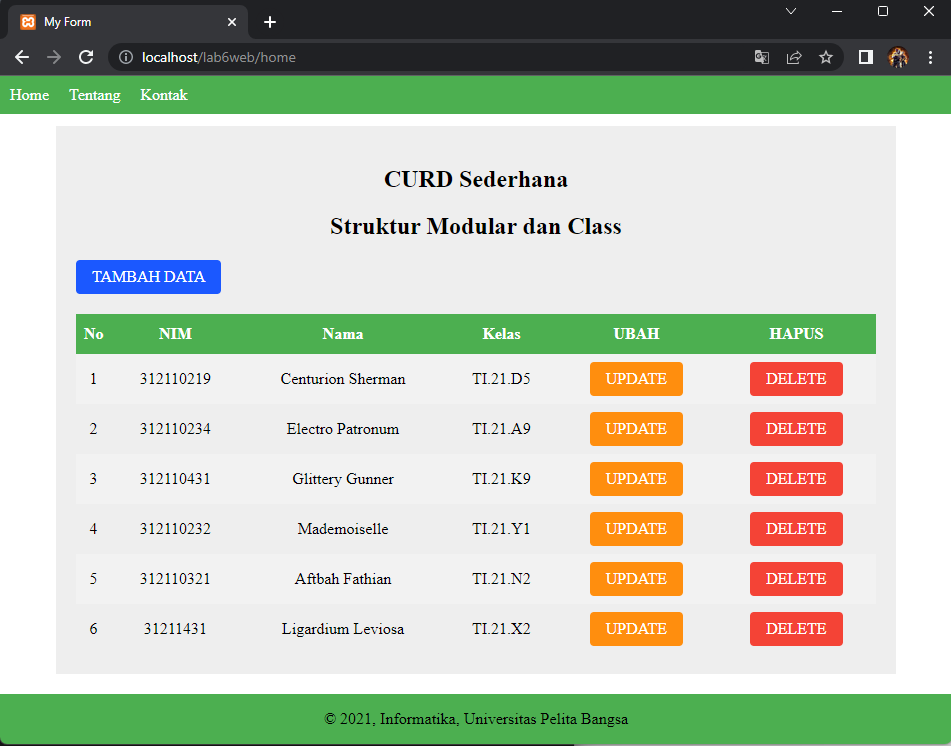 My Form
localhost/lab6web/home
Home Tentang Kontak
CURD Sederhana
Struktur Modular dan Class
TAMBAH DATA
No NIM Nama Kelas UBAH HAPUS
1 312110219 Centurion Sherman TI.21.D5 UPDATE DELETE
2 312110234 Electro Patronum TI.21.A9 UPDATE DELETE
3 312110431 Glittery Gunner TI.21.K9 UPDATE DELETE
4 312110232 Mademoiselle TI.21.Y1 UPDATE DELETE
5 312110321 Aftbah Fathian TI.21.N2 UPDATE DELETE
6 31211431 Ligardium Leviosa TI.21.X2 UPDATE DELETE
© 2021, Informatika, Universitas Pelita Bangsa